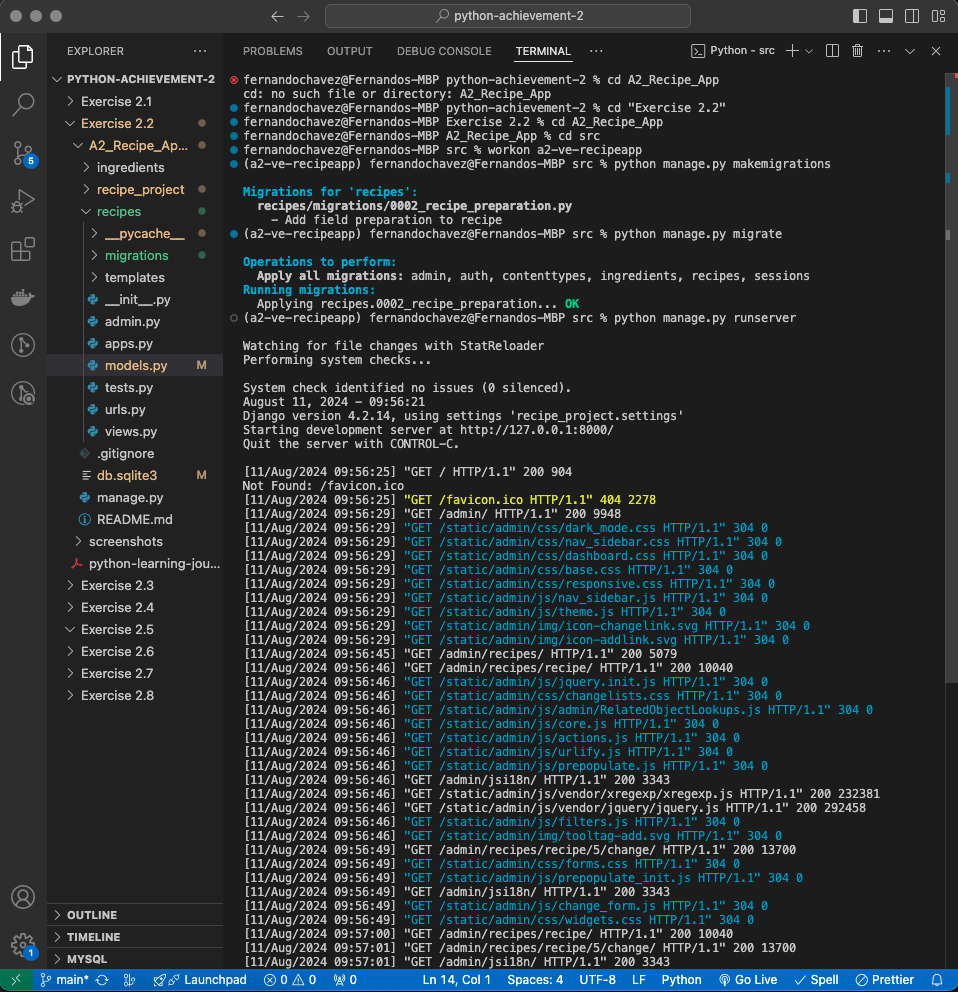 python-achievement-2
EXPLORER
PYTHON-ACHIEVEMENT-2
Exercise 2.1
Exercise 2.2
A2_Recipe_Ap...
ingredients
recipe_project
recipes
__pycache__
migrations
templates
__init__.py
admin.py
apps.py
models.py M
tests.py
urls.py
views.py
.gitignore
db.sqlite3 M
manage.py
README.md
screenshots
python-learning-jou...
Exercise 2.3
Exercise 2.4
Exercise 2.5
Exercise 2.6
Exercise 2.7
Exercise 2.8
OUTLINE
TIMELINE
MYSQL
5
1
PROBLEMS OUTPUT DEBUG CONSOLE TERMINAL ... Python - src
fernandochavez@Fernandos-MBP python-achievement-2 % cd A2_Recipe_App
cd: no such file or directory: A2_Recipe_App
fernandochavez@Fernandos-MBP python-achievement-2 % cd "Exercise 2.2"
fernandochavez@Fernandos-MBP Exercise 2.2 % cd A2_Recipe_App
fernandochavez@Fernandos-MBP A2_Recipe_App % cd src
fernandochavez@Fernandos-MBP src % workon a2-ve-recipeapp
(a2-ve-recipeapp) fernandochavez@Fernandos-MBP src % python manage.py makemigrations
Migrations for 'recipes':
recipes/migrations/0002_recipe_preparation.py
- Add field preparation to recipe
(a2-ve-recipeapp) fernandochavez@Fernandos-MBP src % python manage.py migrate
Operations to perform:
Apply all migrations: admin, auth, contenttypes, ingredients, recipes, sessions
Running migrations:
Applying recipes.0002_recipe_preparation... OK
(a2-ve-recipeapp) fernandochavez@Fernandos-MBP src % python manage.py runserver
Watching for file changes with StatReloader
Performing system checks...
System check identified no issues (0 silenced).
August 11, 2024 - 09:56:21
Django version 4.2.14, using settings 'recipe_project.settings'
Starting development server at http://127.0.0.1:8000/
Quit the server with CONTROL-C.
[11/Aug/2024 09:56:25] "GET / HTTP/1.1" 200 904
Not Found: /favicon.ico
[11/Aug/2024 09:56:25] "GET /favicon.ico HTTP/1.1" 404 2278
[11/Aug/2024 09:56:29] "GET /admin/ HTTP/1.1" 200 9948
[11/Aug/2024 09:56:29] "GET /static/admin/css/dark_mode.css HTTP/1.1" 304 0
[11/Aug/2024 09:56:29] "GET /static/admin/css/nav_sidebar.css HTTP/1.1" 304 0
[11/Aug/2024 09:56:29] "GET /static/admin/css/dashboard.css HTTP/1.1" 304 0
[11/Aug/2024 09:56:29] "GET /static/admin/css/base.css HTTP/1.1" 304 0
[11/Aug/2024 09:56:29] "GET /static/admin/css/responsive.css HTTP/1.1" 304 0
[11/Aug/2024 09:56:29] "GET /static/admin/js/nav_sidebar.js HTTP/1.1" 304 0
[11/Aug/2024 09:56:29] "GET /static/admin/js/theme.js HTTP/1.1" 304 0
[11/Aug/2024 09:56:29] "GET /static/admin/img/icon-changelink.svg HTTP/1.1" 304 0
[11/Aug/2024 09:56:29] "GET /static/admin/img/icon-addlink.svg HTTP/1.1" 304 0
[11/Aug/2024 09:56:45] "GET /admin/recipes/ HTTP/1.1" 200 5079
[11/Aug/2024 09:56:46] "GET /admin/recipes/recipe/ HTTP/1.1" 200 10040
[11/Aug/2024 09:56:46] "GET /static/admin/js/jquery.init.js HTTP/1.1" 304 0
[11/Aug/2024 09:56:46] "GET /static/admin/css/changelists.css HTTP/1.1" 304 0
[11/Aug/2024 09:56:46] "GET /static/admin/js/admin/RelatedObjectLookups.js HTTP/1.1" 304 0
[11/Aug/2024 09:56:46] "GET /static/admin/js/core.js HTTP/1.1" 304 0
[11/Aug/2024 09:56:46] "GET /static/admin/js/actions.js HTTP/1.1" 304 0
[11/Aug/2024 09:56:46] "GET /static/admin/js/urlify.js HTTP/1.1" 304 0
[11/Aug/2024 09:56:46] "GET /static/admin/js/prepopulate.js HTTP/1.1" 304 0
[11/Aug/2024 09:56:46] "GET /admin/jsi18n/ HTTP/1.1" 200 3343
[11/Aug/2024 09:56:46] "GET /static/admin/js/vendor/xregexp/xregexp.js HTTP/1.1" 200 232381
[11/Aug/2024 09:56:46] "GET /static/admin/js/vendor/jquery/jquery.js HTTP/1.1" 200 292458
[11/Aug/2024 09:56:46] "GET /static/admin/js/filters.js HTTP/1.1" 304 0
[11/Aug/2024 09:56:46] "GET /static/admin/img/tooltag-add.svg HTTP/1.1" 304 0
[11/Aug/2024 09:56:49] "GET /admin/recipes/recipe/5/change/ HTTP/1.1" 200 13700
[11/Aug/2024 09:56:49] "GET /static/admin/css/forms.css HTTP/1.1" 304 0
[11/Aug/2024 09:56:49] "GET /static/admin/js/prepopulate_init.js HTTP/1.1" 304 0
[11/Aug/2024 09:56:49] "GET /admin/jsi18n/ HTTP/1.1" 200 3343
[11/Aug/2024 09:56:49] "GET /static/admin/js/change_form.js HTTP/1.1" 304 0
[11/Aug/2024 09:56:49] "GET /static/admin/css/widgets.css HTTP/1.1" 304 0
[11/Aug/2024 09:57:00] "GET /admin/recipes/recipe/ HTTP/1.1" 200 10040
[11/Aug/2024 09:57:01] "GET /admin/recipes/recipe/5/change/ HTTP/1.1" 200 13700
[11/Aug/2024 09:57:01] "GET /admin/jsi18n/ HTTP/1.1" 200 3343
main* Launchpad 0 0 0 Ln 14, Col 1 Spaces: 4 UTF-8 LF Python Go Live Spell Prettier